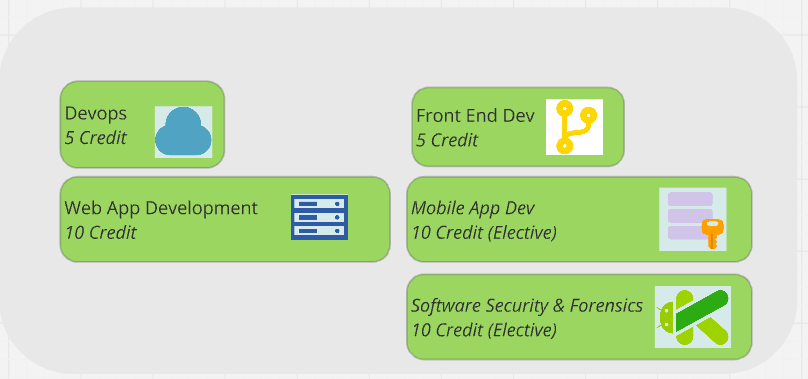 Devops
5 Credit
Front End Dev
5 Credit
Web App Development
10 Credit
Mobile App Dev
10 Credit (Elective)
Software Security & Forensics
10 Credit (Elective)